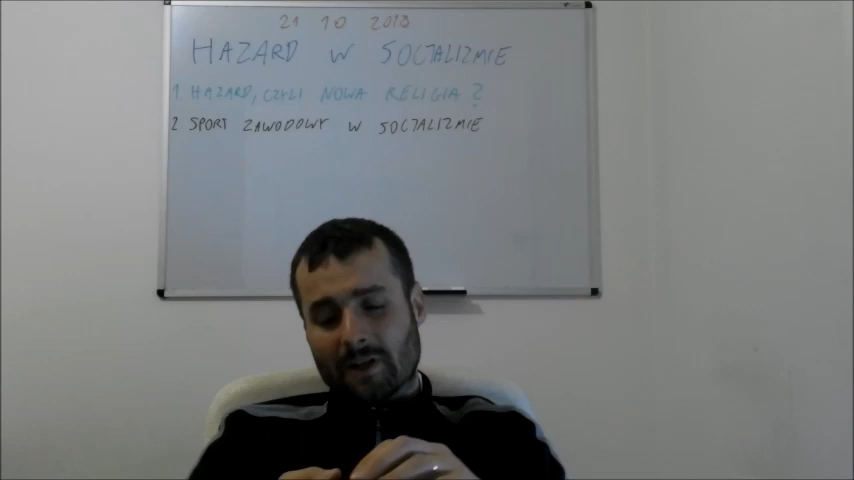 21 10 2013
HAZARD W SOCJALIZMIE
1. HAZARD, CZYLI NOWA RELIGIA?
2 SPORT ZAWODOWY W SOCJALIZMIE